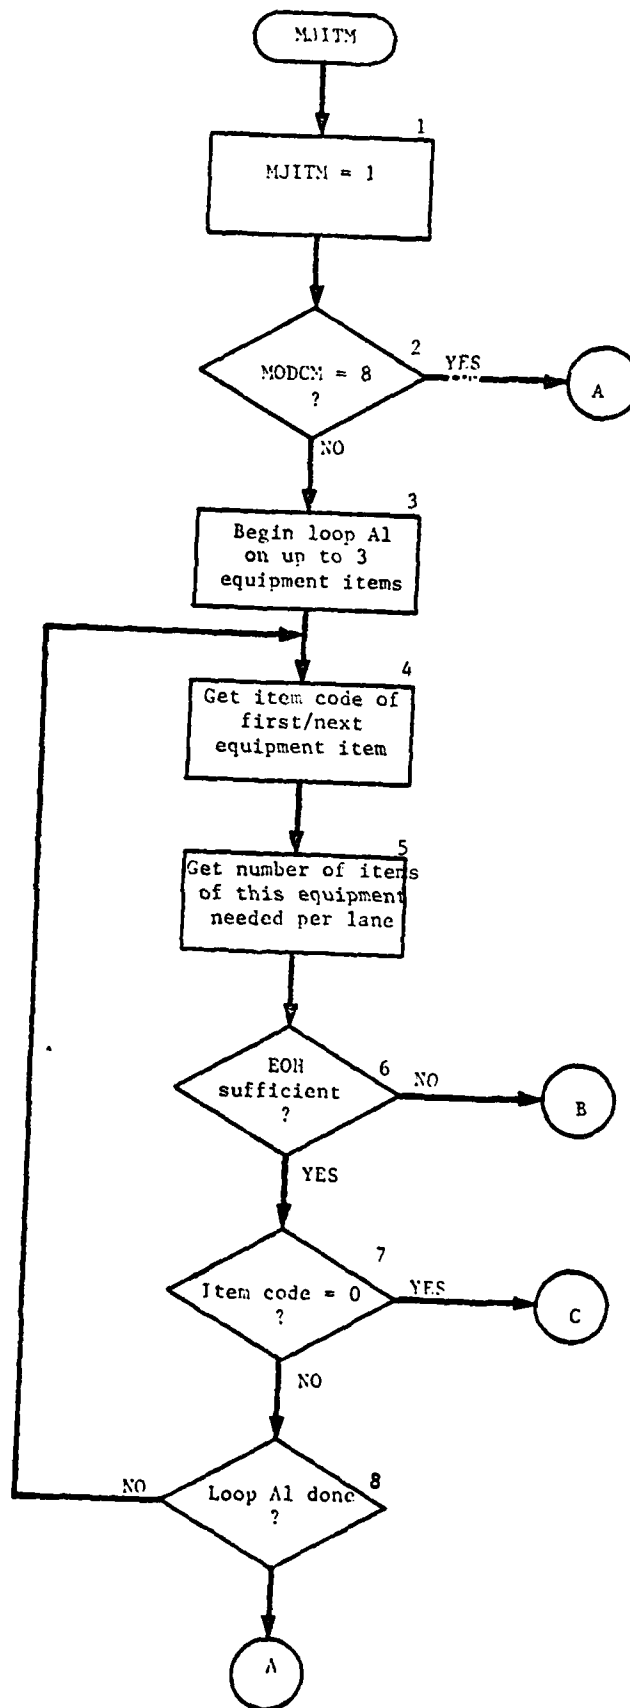 MJITM
1
MJITM = 1
2
MODCM = 8
?
YES
A
NO
3
Begin loop A1
on up to 3
equipment items
4
Get item code of
first/next
equipment item
5
Get number of items
of this equipment
needed per lane
6
EOH
sufficient
?
NO
B
YES
7
Item code = 0
?
YES
C
NO
8
NO
Loop A1 done
?
A